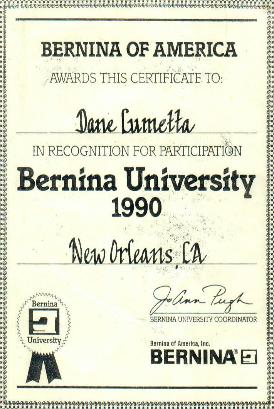 BERNINA OF AMERICA
AWARDS THIS CERTIFICATE TO:
Dane Lumetta
IN RECOGNITION FOR PARTICIPATION
Bernina University
1990
New Orleans, LA
JoAnn Pugh
BERNINA UNIVERSITY COORDINATOR
Bernina
University
Bernina of America, Inc.
BERNINA